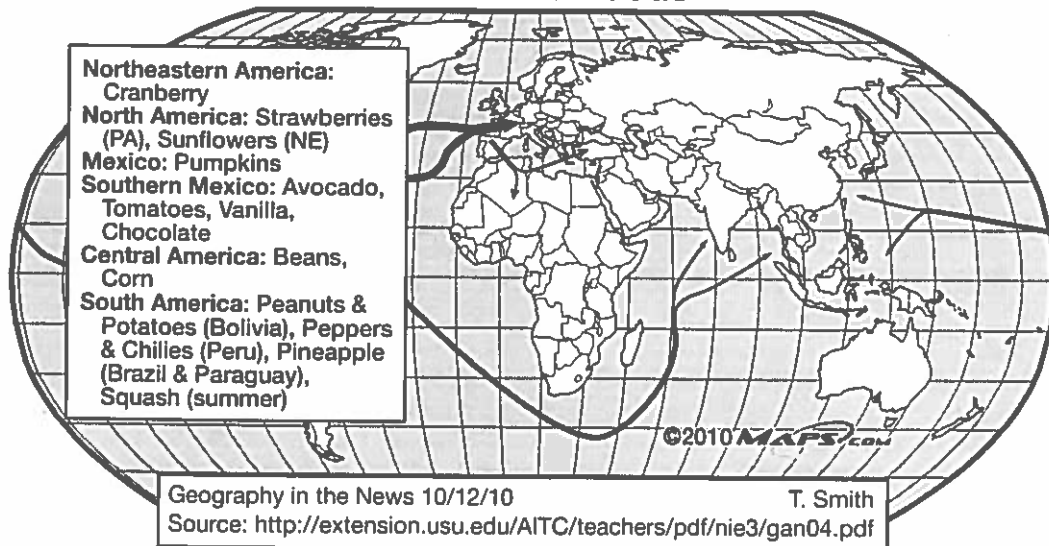 Northeastern America:
Cranberry
North America: Strawberries
(PA), Sunflowers (NE)
Mexico: Pumpkins
Southern Mexico: Avocado,
Tomatoes, Vanilla,
Chocolate
Central America: Beans,
Corn
South America: Peanuts &
Potatoes (Bolivia), Peppers
& Chilies (Peru), Pineapple
(Brazil & Paraguay),
Squash (summer)
©2010 MAPS.com
Geography in the News 10/12/10 T. Smith
Source: http://extension.usu.edu/AITC/teachers/pdf/nie3/gan04.pdf